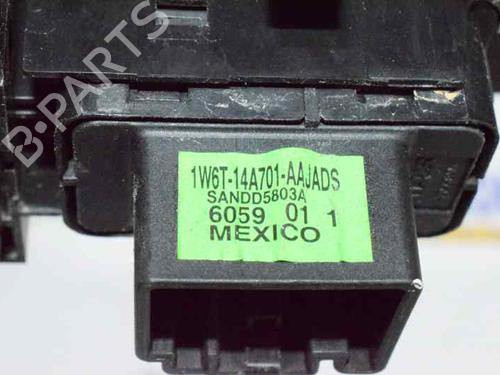 B-PARTS
1W6T-14A701-AAJADS
SANDD5803A
6059 01 1
MEXICO